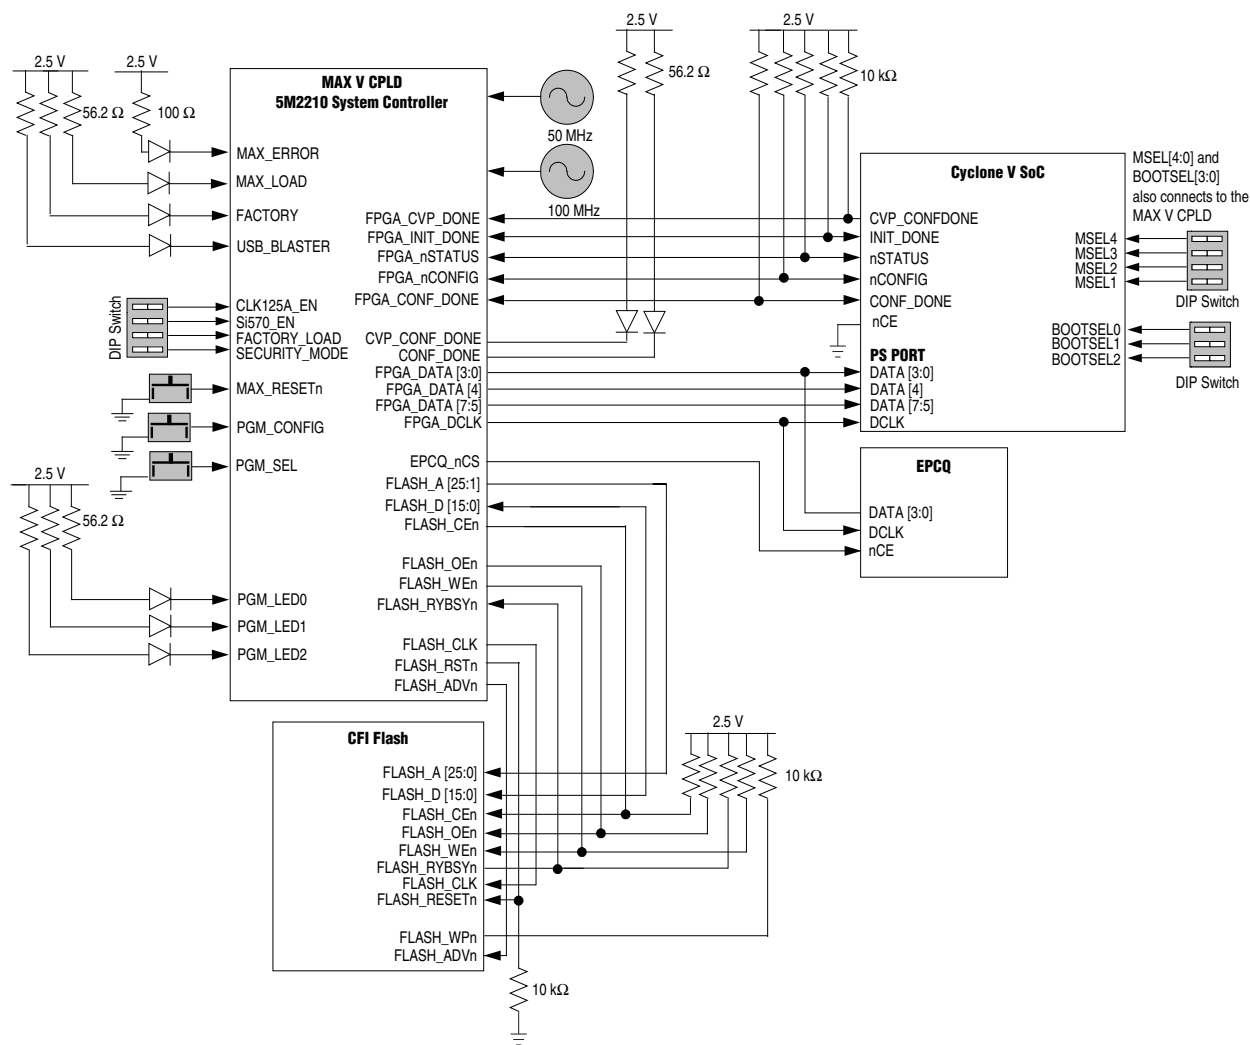 2.5 V
2.5 V
56.2 Ω
100 Ω
MAX V CPLD
5M2210 System Controller
MAX_ERROR
MAX_LOAD
FACTORY
USB_BLASTER
DIP Switch
CLK125A_EN
Si570_EN
FACTORY_LOAD
SECURITY_MODE
MAX_RESETn
PGM_CONFIG
PGM_SEL
2.5 V
56.2 Ω
PGM_LED0
PGM_LED1
PGM_LED2
50 MHz
100 MHz
FPGA_CVP_DONE
FPGA_INIT_DONE
FPGA_nSTATUS
FPGA_nCONFIG
FPGA_CONF_DONE
CVP_CONF_DONE
CONF_DONE
FPGA_DATA [3:0]
FPGA_DATA [4]
FPGA_DATA [7:5]
FPGA_DCLK
EPCQ_nCS
FLASH_A [25:1]
FLASH_D [15:0]
FLASH_CEn
FLASH_OEn
FLASH_WEn
FLASH_RYBSYn
FLASH_CLK
FLASH_RSTn
FLASH_ADVn
2.5 V
56.2 Ω
2.5 V
10 kΩ
Cyclone V SoC
CVP_CONFDONE
INIT_DONE
nSTATUS
nCONFIG
CONF_DONE
nCE
PS PORT
DATA [3:0]
DATA [4]
DATA [7:5]
DCLK
MSEL4
MSEL3
MSEL2
MSEL1
BOOTSEL0
BOOTSEL1
BOOTSEL2
MSEL[4:0] and
BOOTSEL[3:0]
also connects to the
MAX V CPLD
DIP Switch
DIP Switch
EPCQ
DATA [3:0]
DCLK
nCE
CFI Flash
FLASH_A [25:0]
FLASH_D [15:0]
FLASH_CEn
FLASH_OEn
FLASH_WEn
FLASH_RYBSYn
FLASH_CLK
FLASH_RESETn
FLASH_WPn
FLASH_ADVn
2.5 V
10 kΩ
10 kΩ